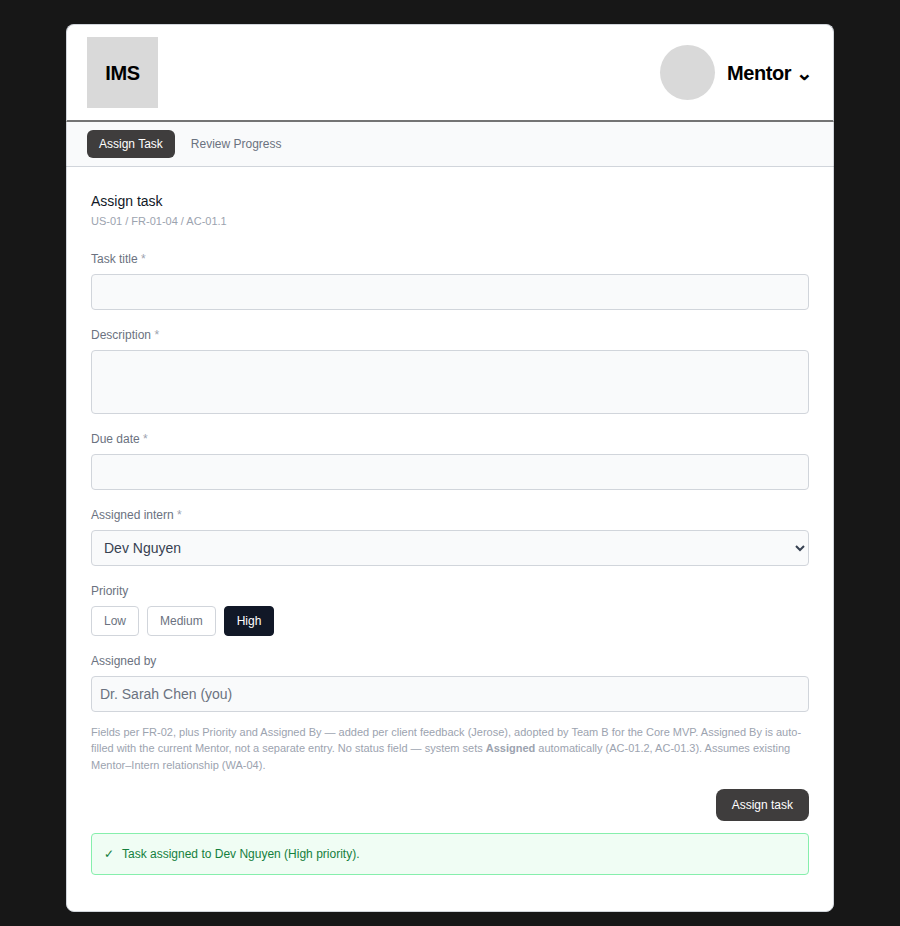 IMS
Mentor
Assign Task
Review Progress
Assign task
US-01 / FR-01-04 / AC-01.1
Task title *
Description *
Due date *
Assigned intern *
Dev Nguyen
Priority
Low
Medium
High
Assigned by
Dr. Sarah Chen (you)
Fields per FR-02, plus Priority and Assigned By — added per client feedback (Jerose), adopted by Team B for the Core MVP. Assigned By is auto-
filled with the current Mentor, not a separate entry. No status field — system sets Assigned automatically (AC-01.2, AC-01.3). Assumes existing
Mentor–Intern relationship (WA-04).
Assign task
✓ Task assigned to Dev Nguyen (High priority).